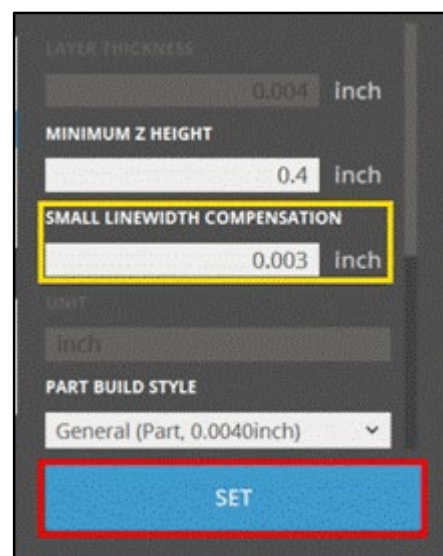 LAYER THICKNESS
0.004 inch
MINIMUM Z HEIGHT
0.4 inch
SMALL LINEWIDTH COMPENSATION
0.003 inch
UNIT
inch
PART BUILD STYLE
General (Part, 0.0040inch)
SET